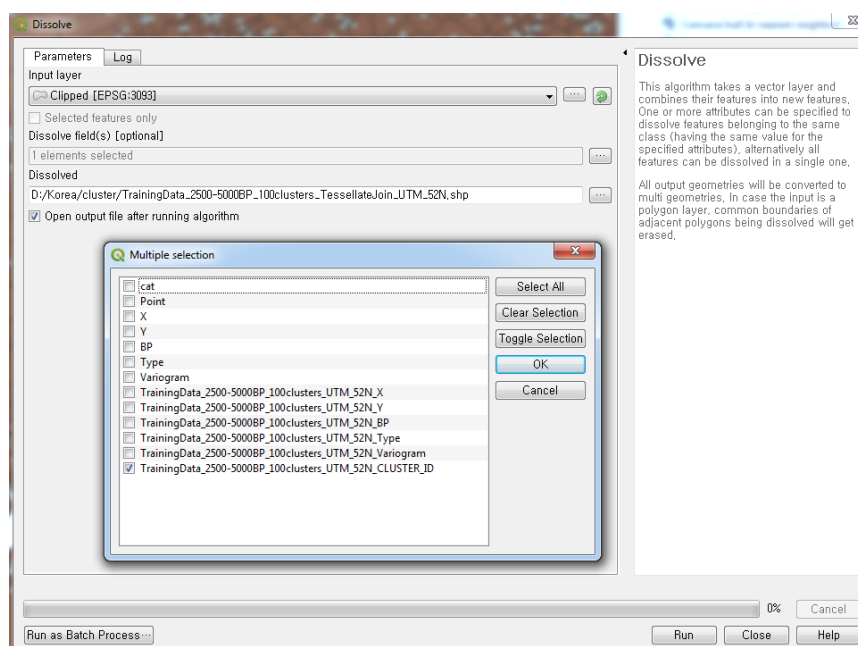 Dissolve
Parameters
Log
Input layer
Clipped [EPSG:3093]
Selected features only
Dissolve field(s) [optional]
1 elements selected
Dissolved
D:/Korea/cluster/TrainingData_2500-5000BP_100clusters_TessellateJoin_UTM_52N.shp
Open output file after running algorithm
Multiple selection
cat
Point
X
Y
BP
Type
Variogram
TrainingData_2500-5000BP_100clusters_UTM_52N_X
TrainingData_2500-5000BP_100clusters_UTM_52N_Y
TrainingData_2500-5000BP_100clusters_UTM_52N_BP
TrainingData_2500-5000BP_100clusters_UTM_52N_Type
TrainingData_2500-5000BP_100clusters_UTM_52N_Variogram
TrainingData_2500-5000BP_100clusters_UTM_52N_CLUSTER_ID
Select All
Clear Selection
Toggle Selection
OK
Cancel
Dissolve
This algorithm takes a vector layer and
combines their features into new features.
One or more attributes can be specified to
dissolve features belonging to the same
class (having the same value for the
specified attributes), alternatively all
features can be dissolved in a single one.
All output geometries will be converted to
multi geometries. In case the input is a
polygon layer, common boundaries of
adjacent polygons being dissolved will get
erased.
0%
Cancel
Run as Batch Process…
Run
Close
Help